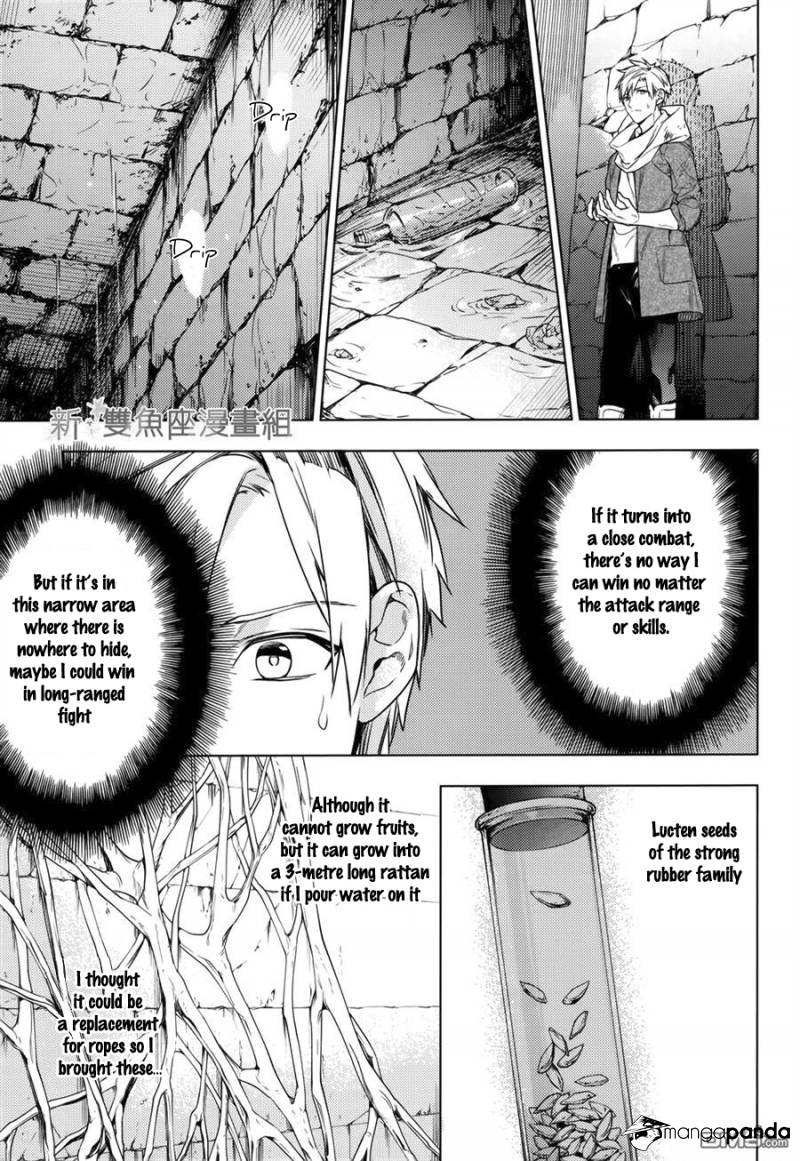 Drip
Drip
If it turns into
a close combat,
there's no way I
can win no matter
the attack range
or skills.
But if it's in
this narrow area
where there is
nowhere to hide,
maybe I could win
in long-ranged
fight
Lucten seeds
of the strong
rubber family
Although it
cannot grow fruits,
but it can grow into
a 3-metre long rattan
if I pour water on it
I thought
it could be
a replacement
for ropes so I
brought these...
新★雙魚座漫畫組
mangapanda